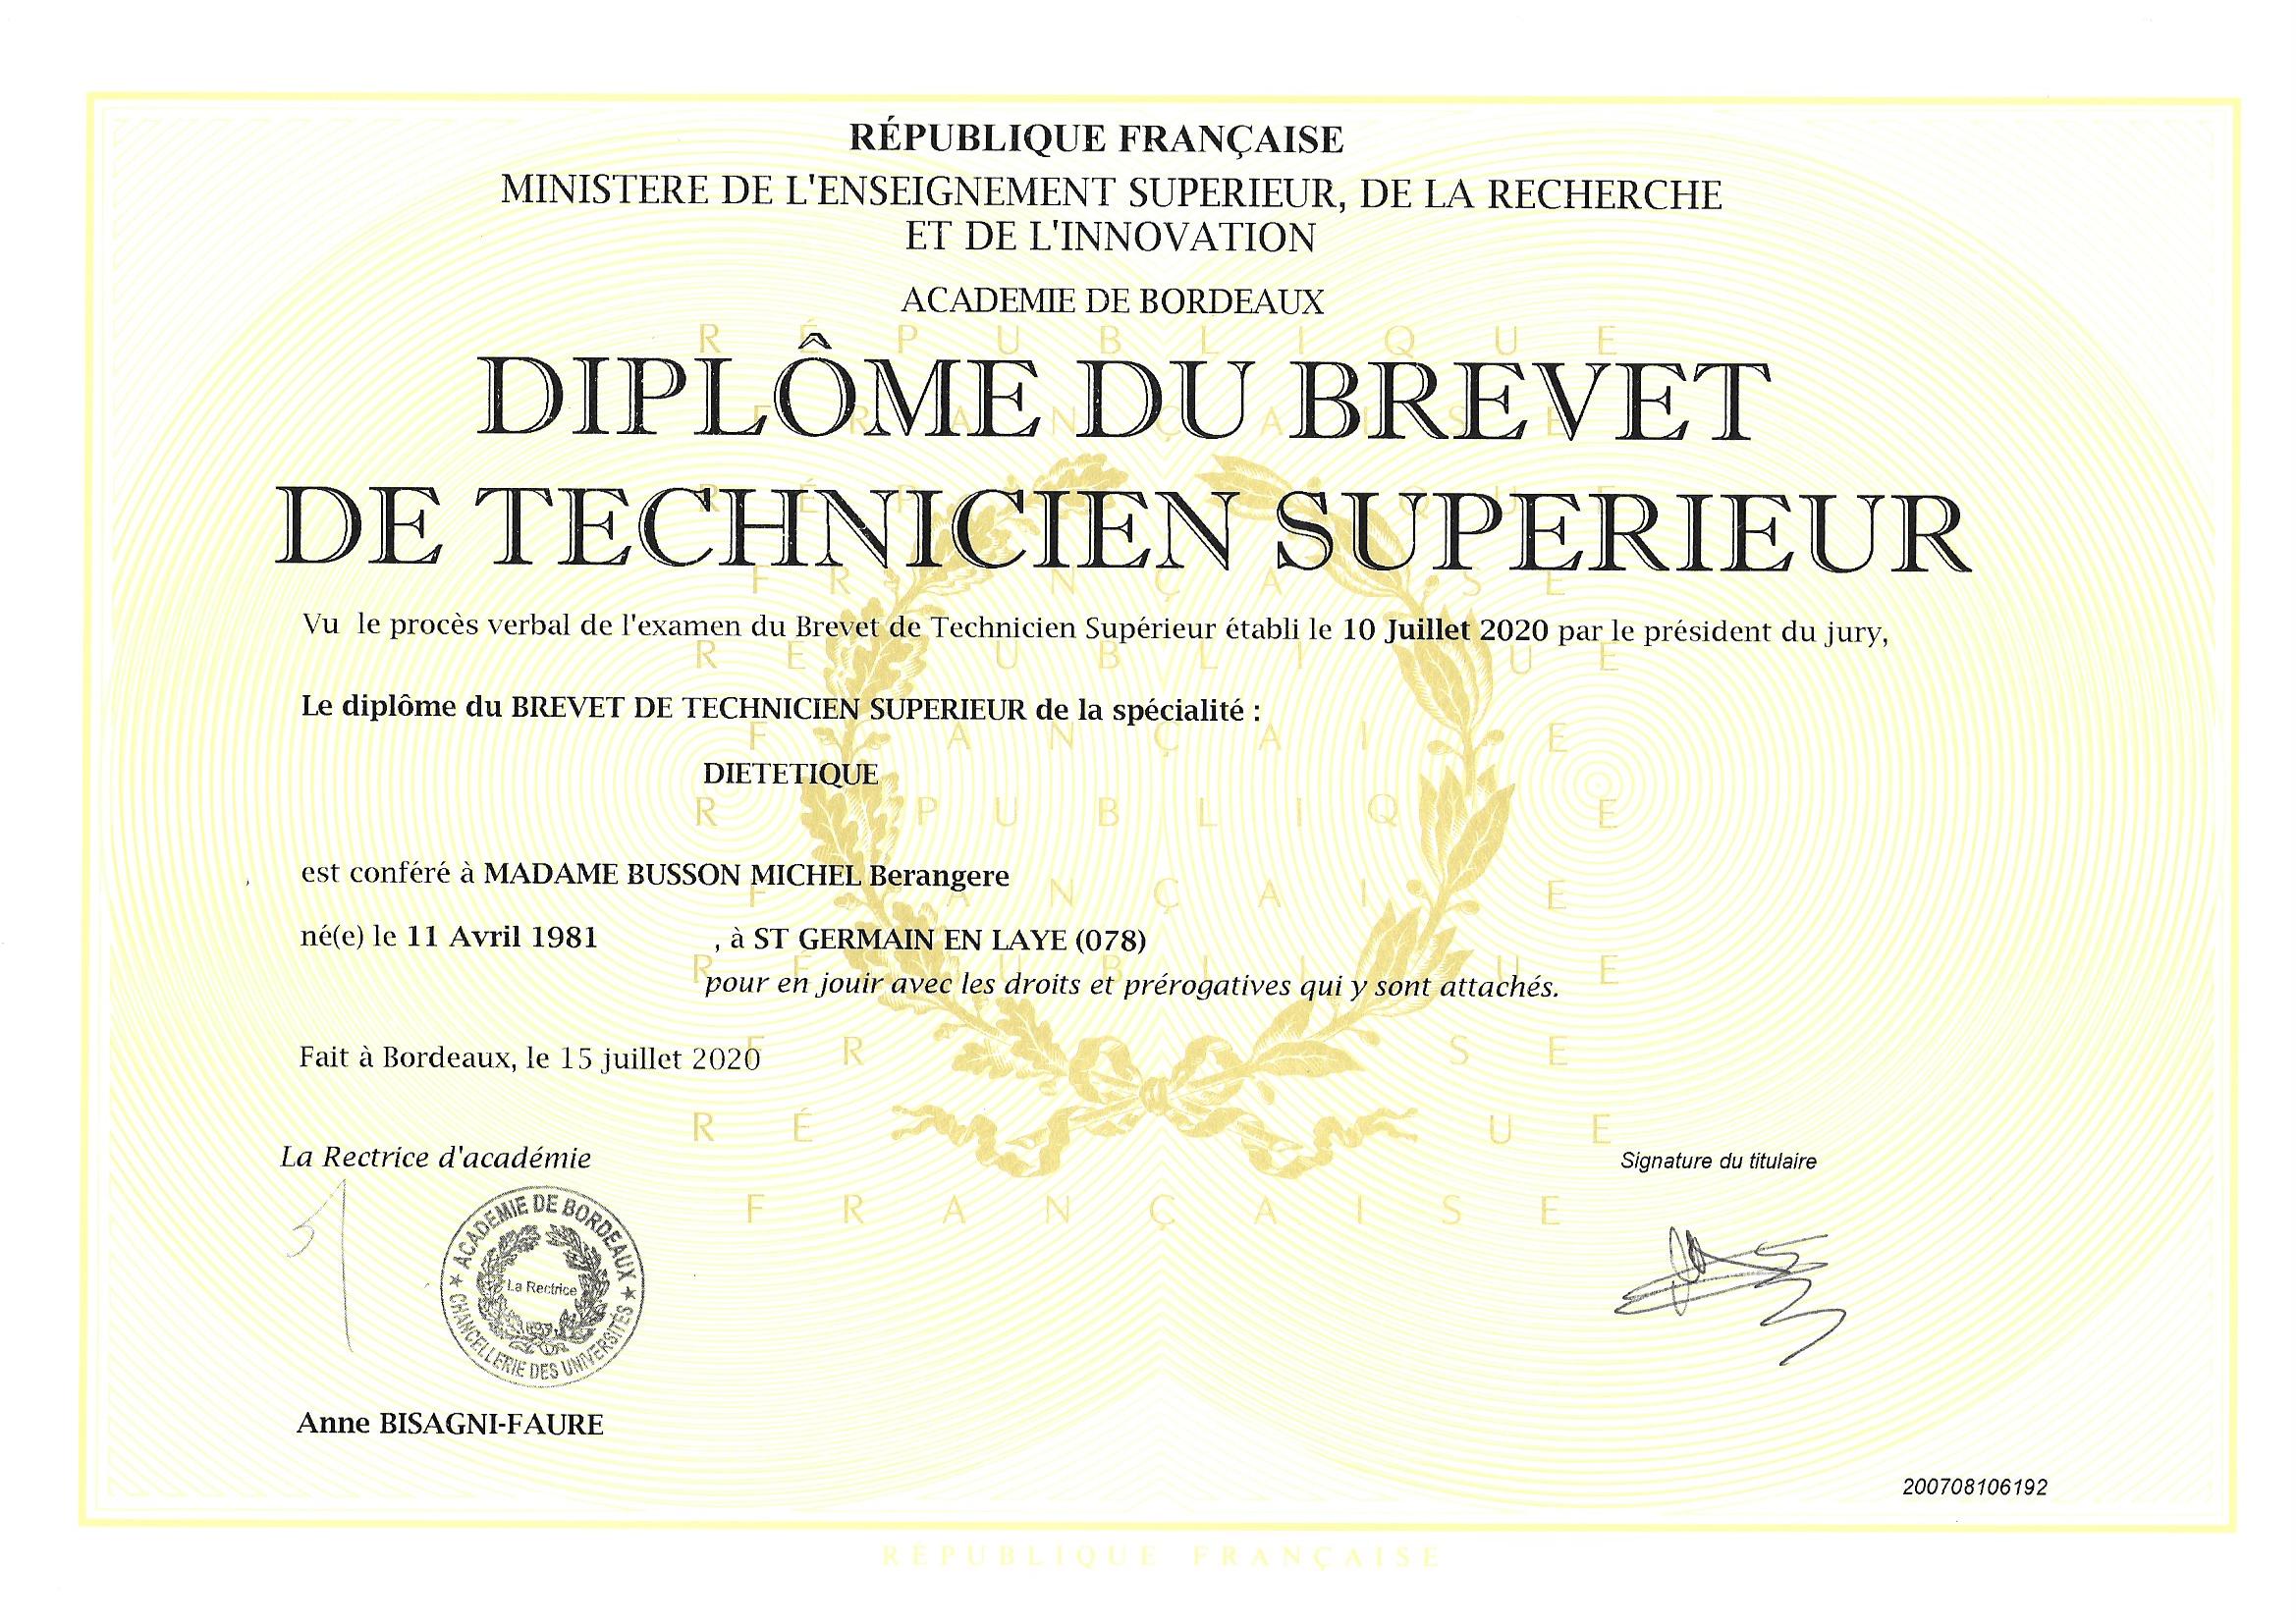 RÉPUBLIQUE FRANÇAISE
MINISTERE DE L'ENSEIGNEMENT SUPERIEUR, DE LA RECHERCHE
ET DE L'INNOVATION
ACADEMIE DE BORDEAUX
DIPLÔME DU BREVET
DE TECHNICIEN SUPERIEUR
Vu le procès verbal de l'examen du Brevet de Technicien Supérieur établi le 10 Juillet 2020 par le président du jury,
Le diplôme du BREVET DE TECHNICIEN SUPERIEUR de la spécialité :
DIETETIQUE
est conféré à MADAME BUSSON MICHEL Berangere
né(e) le 11 Avril 1981 , à ST GERMAIN EN LAYE (078)
pour en jouir avec les droits et prérogatives qui y sont attachés.
Fait à Bordeaux, le 15 juillet 2020
La Rectrice d'académie
Signature du titulaire
ACADEMIE DE BORDEAUX
La Rectrice
CHANCELLERIE DES UNIVERSITÉS
Anne BISAGNI-FAURE
200708106192
RÉPUBLIQUE FRANÇAISE